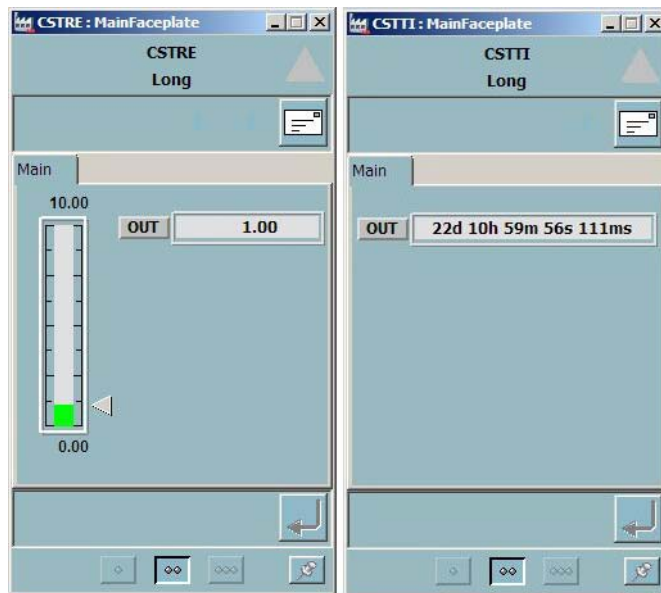 CSTRE : MainFaceplate
CSTRE
Long
Main
10.00
OUT
1.00
0.00
CSTTI : MainFaceplate
CSTTI
Long
Main
OUT
22d 10h 59m 56s 111ms